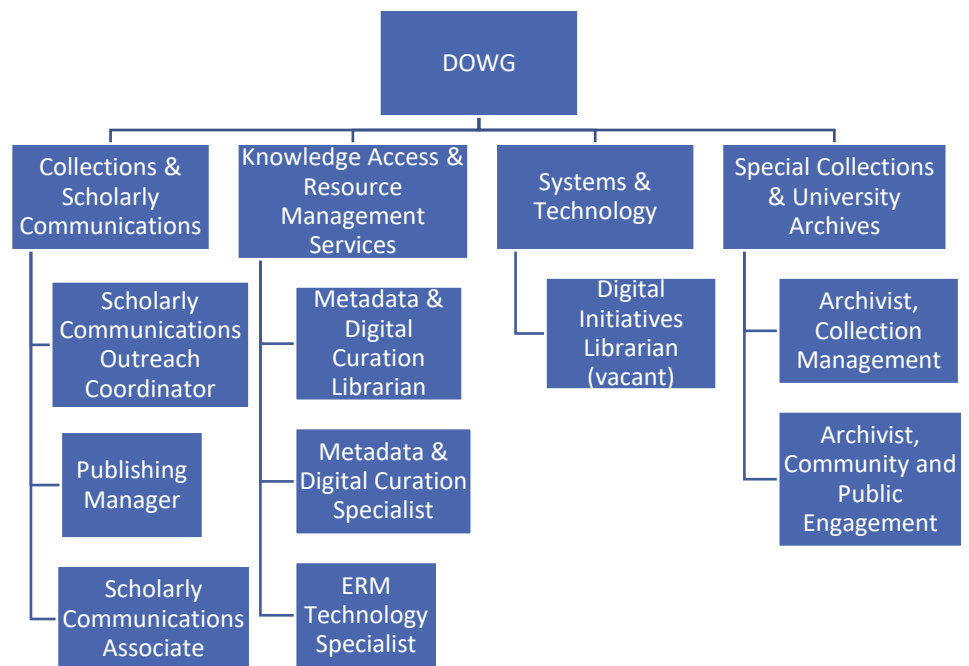 DOWG
Collections &
Scholarly
Communications
Knowledge Access &
Resource
Management
Services
Systems &
Technology
Special Collections
& University
Archives
Scholarly
Communications
Outreach
Coordinator
Publishing
Manager
Scholarly
Communications
Associate
Metadata &
Digital
Curation
Librarian
Metadata &
Digital Curation
Specialist
ERM
Technology
Specialist
Digital
Initiatives
Librarian
(vacant)
Archivist,
Collection
Management
Archivist,
Community and
Public
Engagement